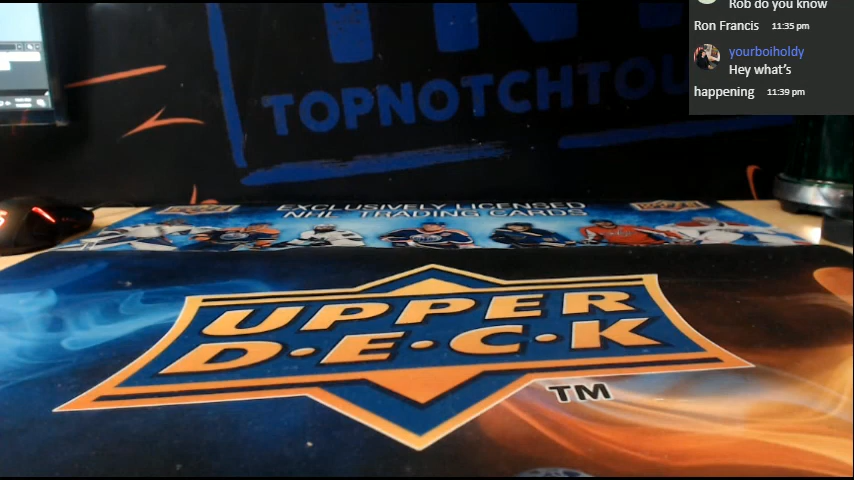 Rob do you know
Ron Francis 11:35 pm
yourboiholdy
Hey what's
happening 11:39 pm
TOPNOTCHTOU
EXCLUSIVELY LICENSED
NHL TRADING CARDS
UPPER
D·E·C·K
TM